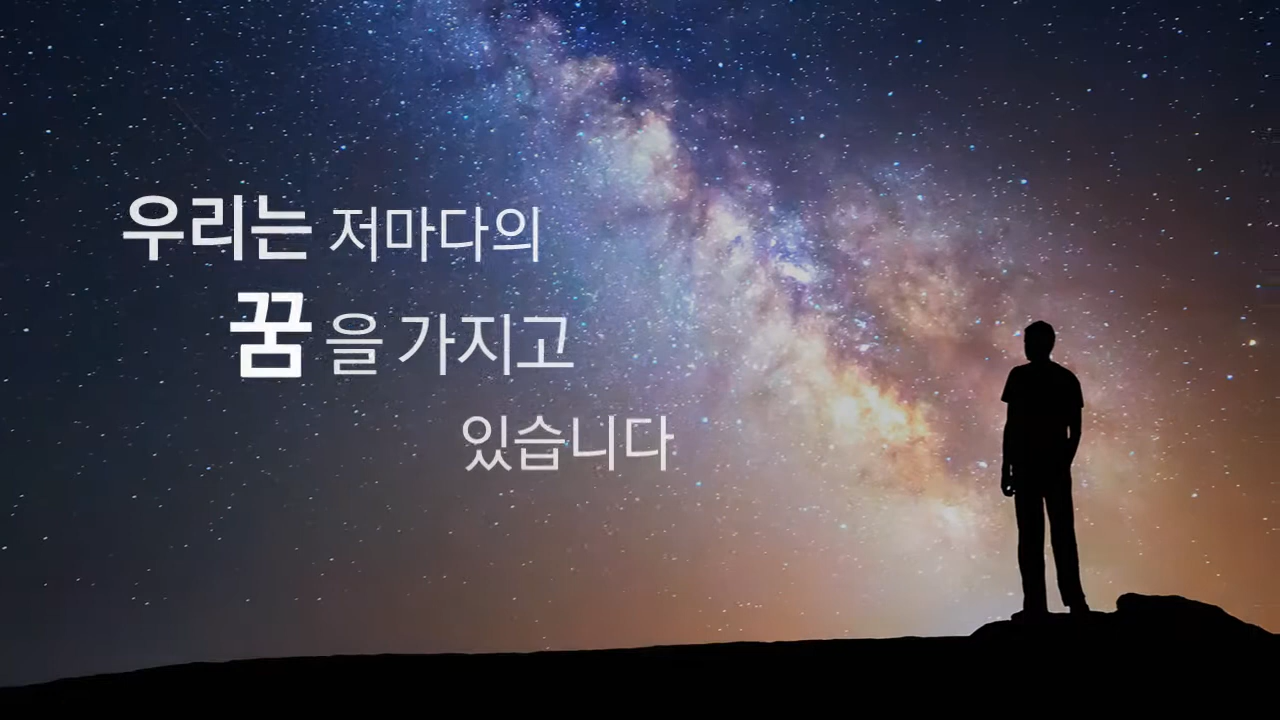 우리는 저마다의
꿈을 가지고
있습니다